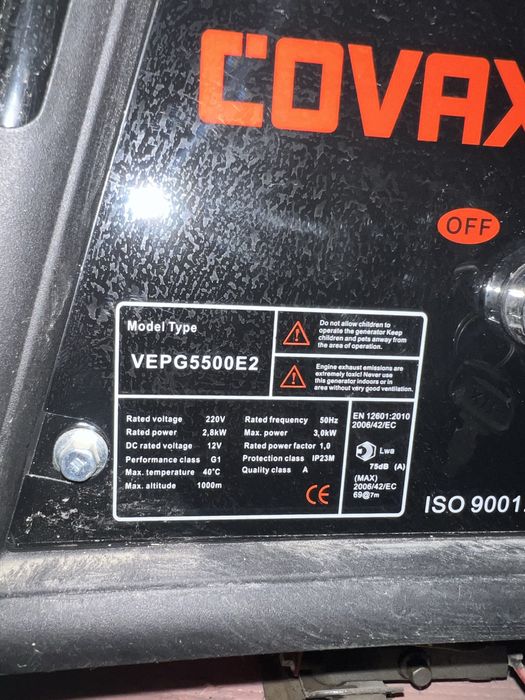 COVAX
OFF
Model Type
VEPG5500E2
Do not allow children to
operate the generator Keep
children and pets anway from
the area of operation.
Engine exhaust emissions are
extremely toxic! Never use
this generator indoors or in
area without very good ventilation.
Rated voltage 220V
Rated power 2,8kW
DC rated voltage 12V
Performance class G1
Max. temperature 40°C
Max. altitude 1000m
Rated frequency 50Hz
Max. power 3,0kW
Rated power factor 1,0
Protection class IP23M
Quality class A
CE
EN 12601:2010
2006/42/EC
Lwa
75dB (A)
(MAX)
2006/42/EC
69@7m
ISO 9001